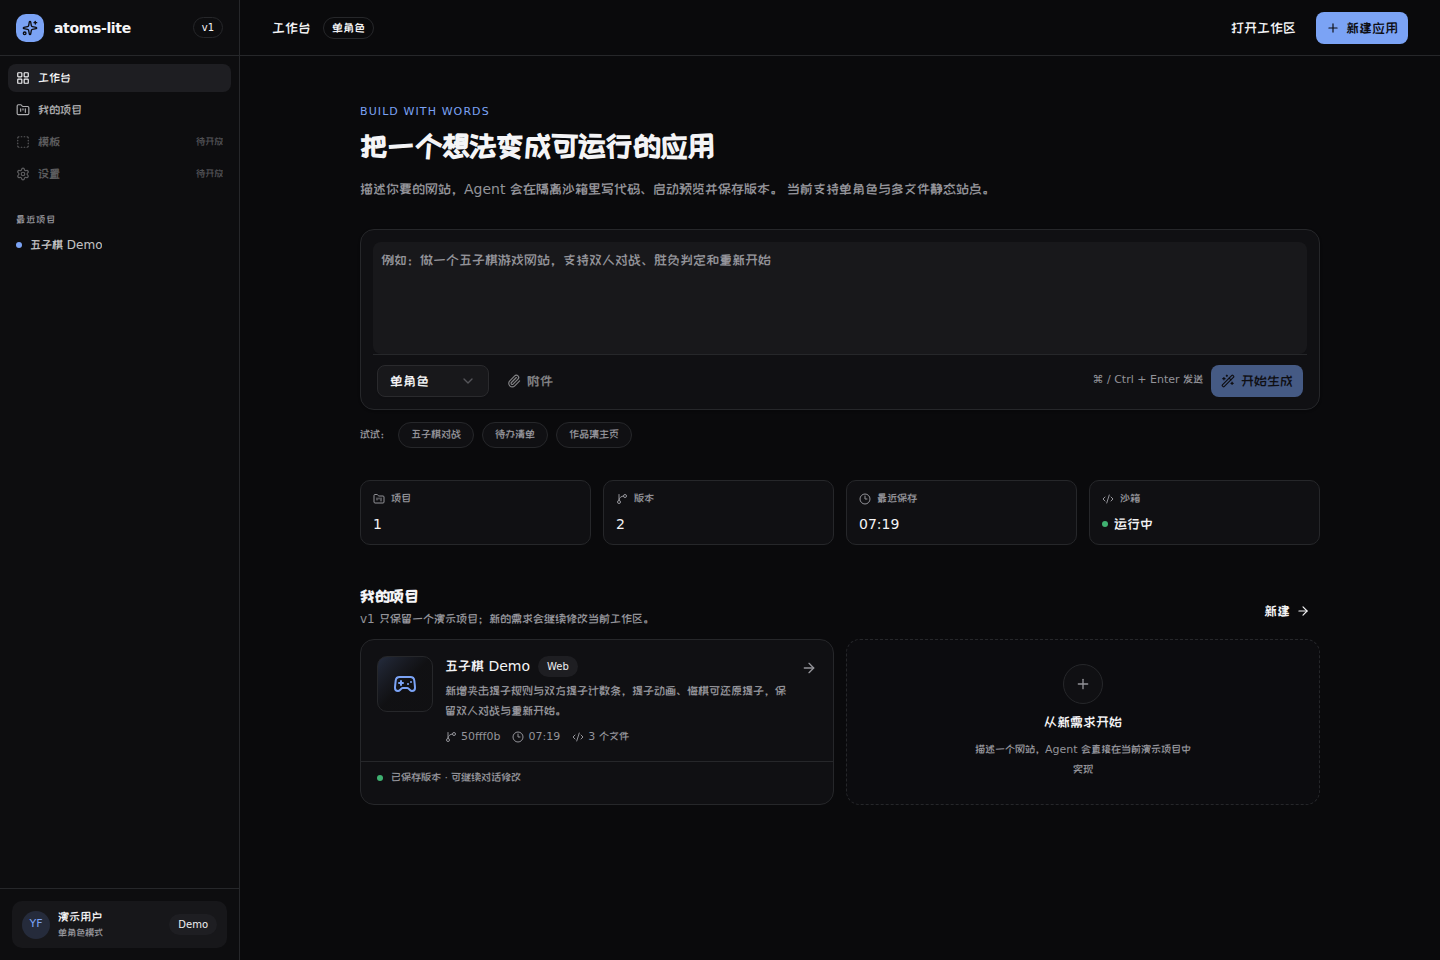 atoms-lite
v1
工作台
单角色
打开工作区
新建应用
工作台
我的项目
模板
待开放
设置
待开放
最近项目
五子棋 Demo
BUILD WITH WORDS
把一个想法变成可运行的应用
描述你要的网站，Agent 会在隔离沙箱里写代码、启动预览并保存版本。 当前支持单角色与多文件静态站点。
例如：做一个五子棋游戏网站，支持双人对战、胜负判定和重新开始
单角色
附件
⌘ / Ctrl + Enter 发送
开始生成
试试：
五子棋对战
待办清单
作品集主页
项目
1
版本
2
最近保存
07:19
沙箱
运行中
我的项目
v1 只保留一个演示项目；新的需求会继续修改当前工作区。
新建
五子棋 Demo
Web
新增夹击提子规则与双方提子计数条，提子动画、悔棋可还原提子，保
留双人对战与重新开始。
50fff0b
07:19
3 个文件
已保存版本 · 可继续对话修改
从新需求开始
描述一个网站，Agent 会直接在当前演示项目中
实现
YF
演示用户
单角色模式
Demo